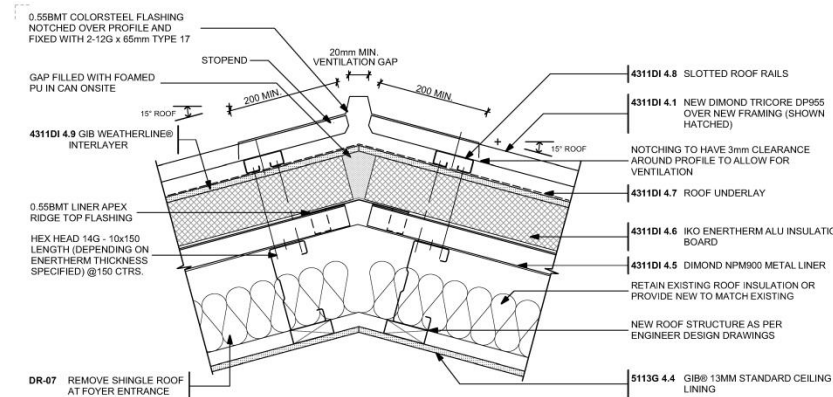 0.55BMT COLORSTEEL FLASHING
NOTCHED OVER PROFILE AND
FIXED WITH 2-12G x 65mm TYPE 17
STOPEND
20mm MIN.
VENTILATION GAP
GAP FILLED WITH FOAMED
PU IN CAN ONSITE
200 MIN.
200 MIN.
15° ROOF
15° ROOF
4311DI 4.9 GIB WEATHERLINE®
INTERLAYER
0.55BMT LINER APEX
RIDGE TOP FLASHING
HEX HEAD 14G - 10x150
LENGTH (DEPENDING ON
ENERTHERM THICKNESS
SPECIFIED) @150 CTRS.
DR-07 REMOVE SHINGLE ROOF
AT FOYER ENTRANCE
4311DI 4.8 SLOTTED ROOF RAILS
4311DI 4.1 NEW DIMOND TRICORE DP955
OVER NEW FRAMING (SHOWN
HATCHED)
NOTCHING TO HAVE 3mm CLEARANCE
AROUND PROFILE TO ALLOW FOR
VENTILATION
4311DI 4.7 ROOF UNDERLAY
4311DI 4.6 IKO ENERTHERM ALU INSULATIO
BOARD
4311DI 4.5 DIMOND NPM900 METAL LINER
RETAIN EXISTING ROOF INSULATION OR
PROVIDE NEW TO MATCH EXISTING
NEW ROOF STRUCTURE AS PER
ENGINEER DESIGN DRAWINGS
5113G 4.4 GIB® 13MM STANDARD CEILING
LINING